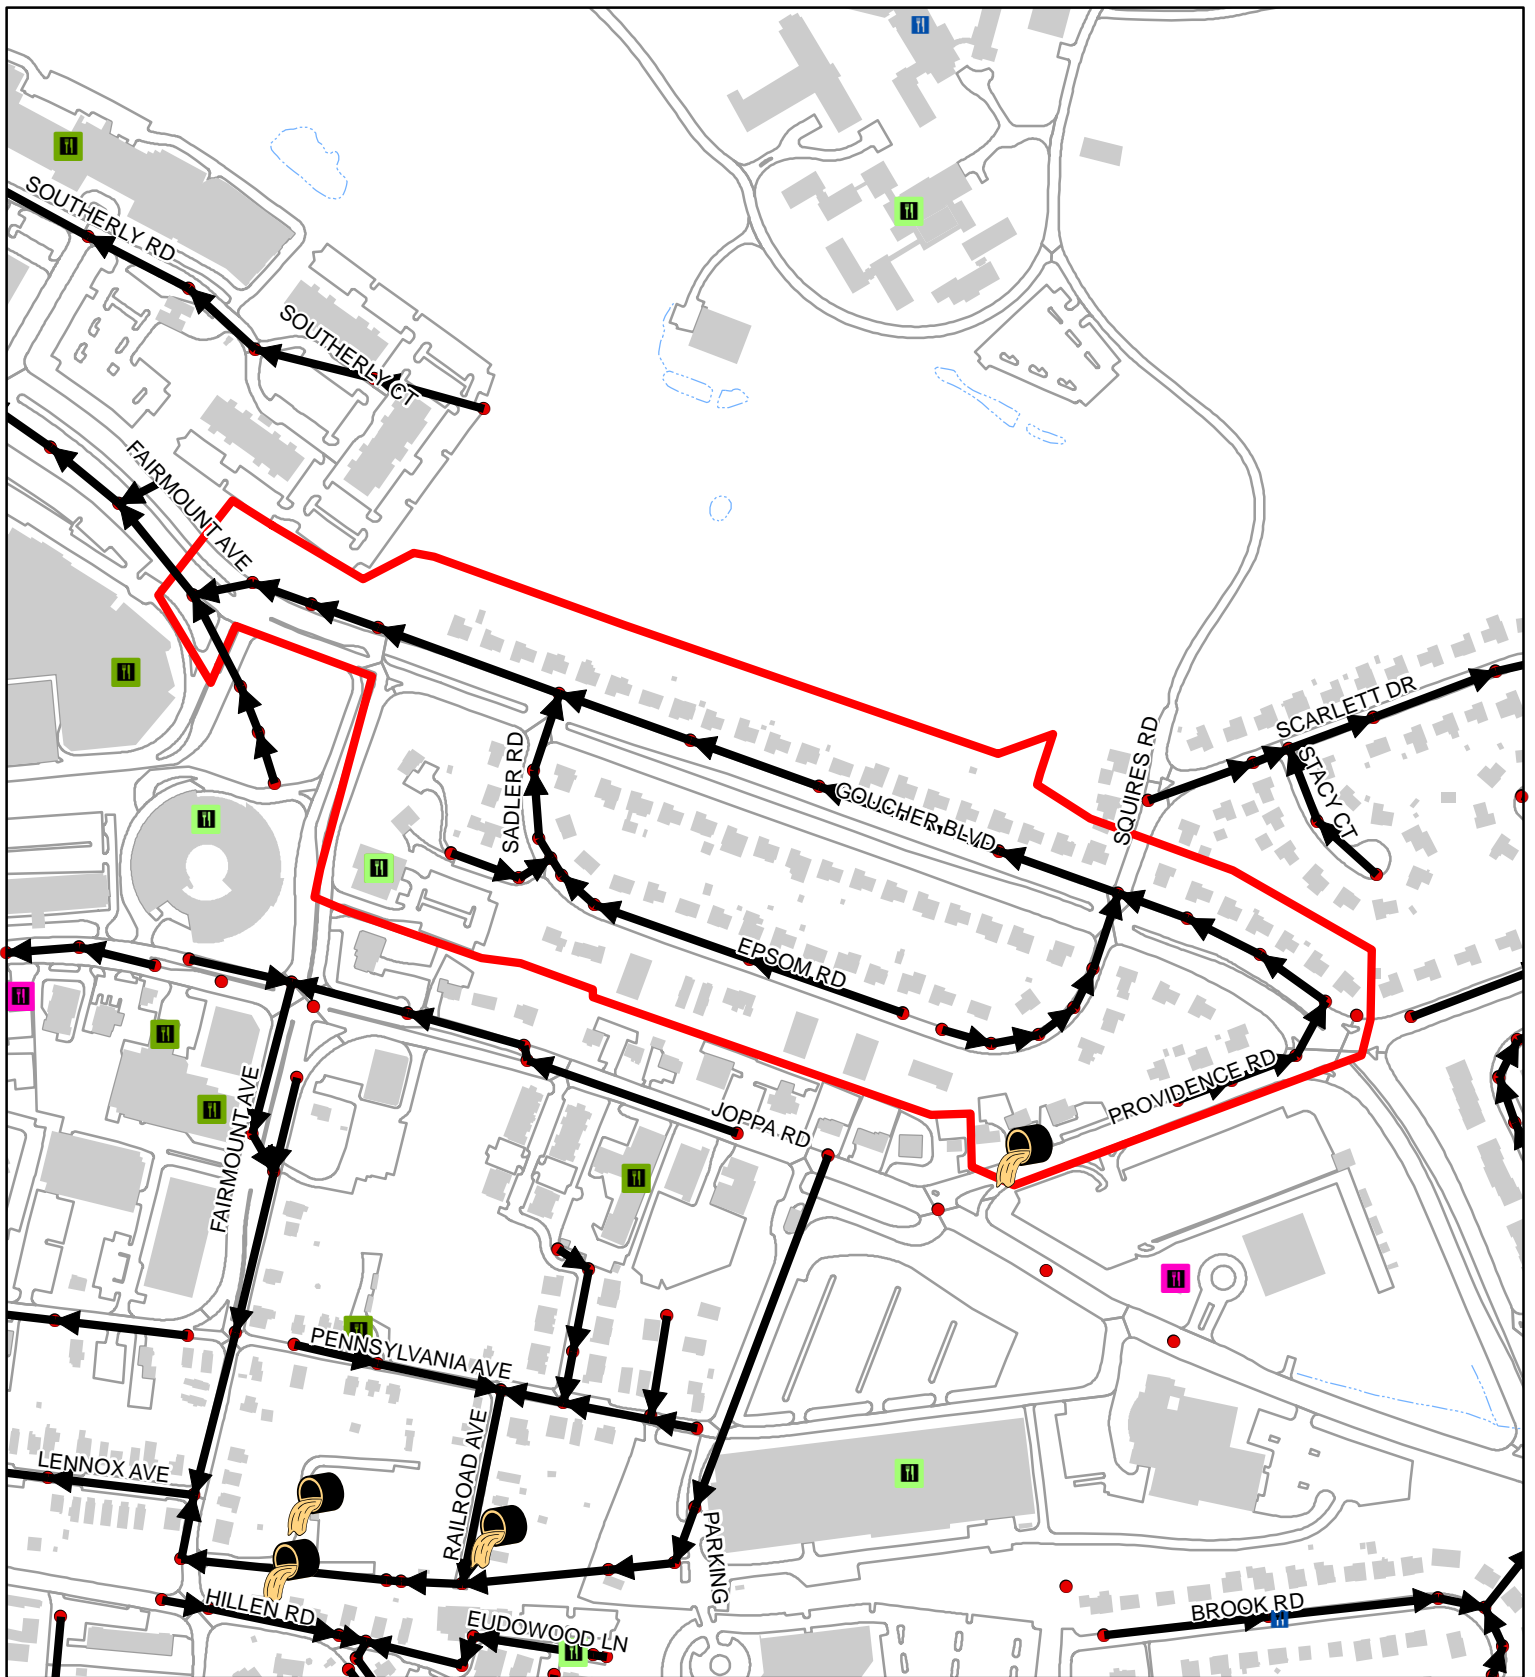 SOUTHERLY RD
SOUTHERLY CT
FAIRMOUNT AVE
SCARLETT DR
SQUIRES RD
STACY CT
SADLER RD
GOUCHER BLVD
EPSOM RD
PROVIDENCE RD
JOPPA RD
FAIRMOUNT AVE
PENNSYLVANIA AVE
RAILROAD AVE
LENNOX AVE
PARKING
HILLEN RD
EUDOWOOD LN
BROOK RD